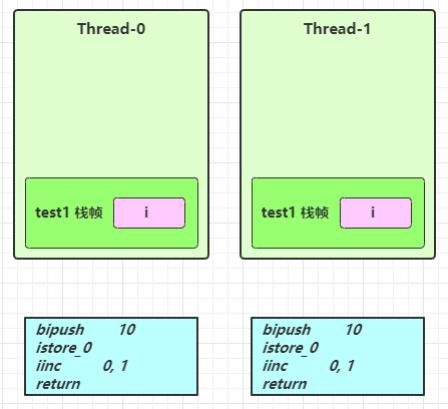 Thread-0
Thread-1
test1 栈帧 i
test1 栈帧 i
bipush 10
istore_0
iinc 0, 1
return
bipush 10
istore_0
iinc 0, 1
return